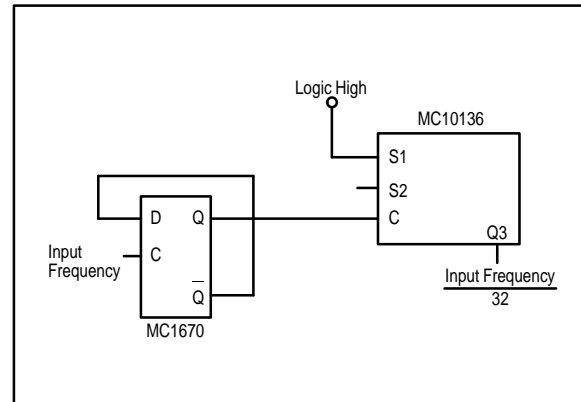 Logic High
MC10136
S1
S2
D
Q
C
Q3
Input
Frequency
C
Q̅
MC1670
Input Frequency
32